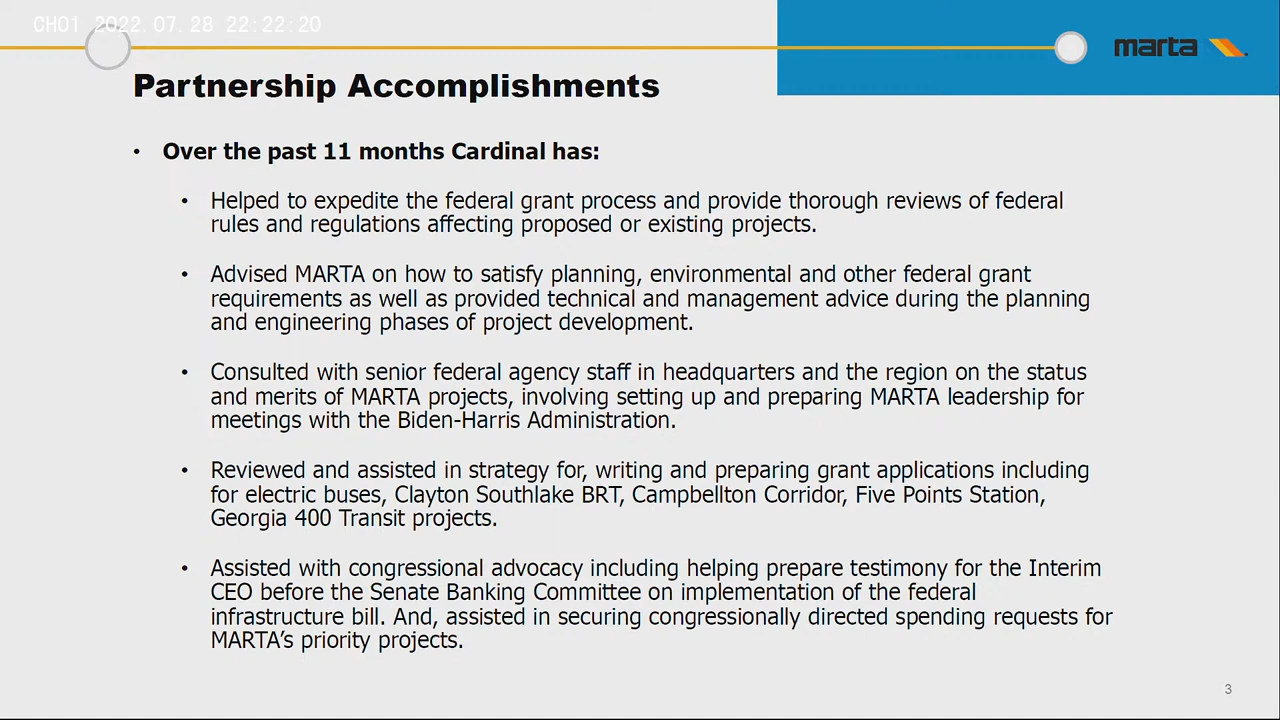 CH01 2022.07.28 22:22:20
marta
Partnership Accomplishments
• Over the past 11 months Cardinal has:
• Helped to expedite the federal grant process and provide thorough reviews of federal
rules and regulations affecting proposed or existing projects.
• Advised MARTA on how to satisfy planning, environmental and other federal grant
requirements as well as provided technical and management advice during the planning
and engineering phases of project development.
• Consulted with senior federal agency staff in headquarters and the region on the status
and merits of MARTA projects, involving setting up and preparing MARTA leadership for
meetings with the Biden-Harris Administration.
• Reviewed and assisted in strategy for, writing and preparing grant applications including
for electric buses, Clayton Southlake BRT, Campbellton Corridor, Five Points Station,
Georgia 400 Transit projects.
• Assisted with congressional advocacy including helping prepare testimony for the Interim
CEO before the Senate Banking Committee on implementation of the federal
infrastructure bill. And, assisted in securing congressionally directed spending requests for
MARTA’s priority projects.
3